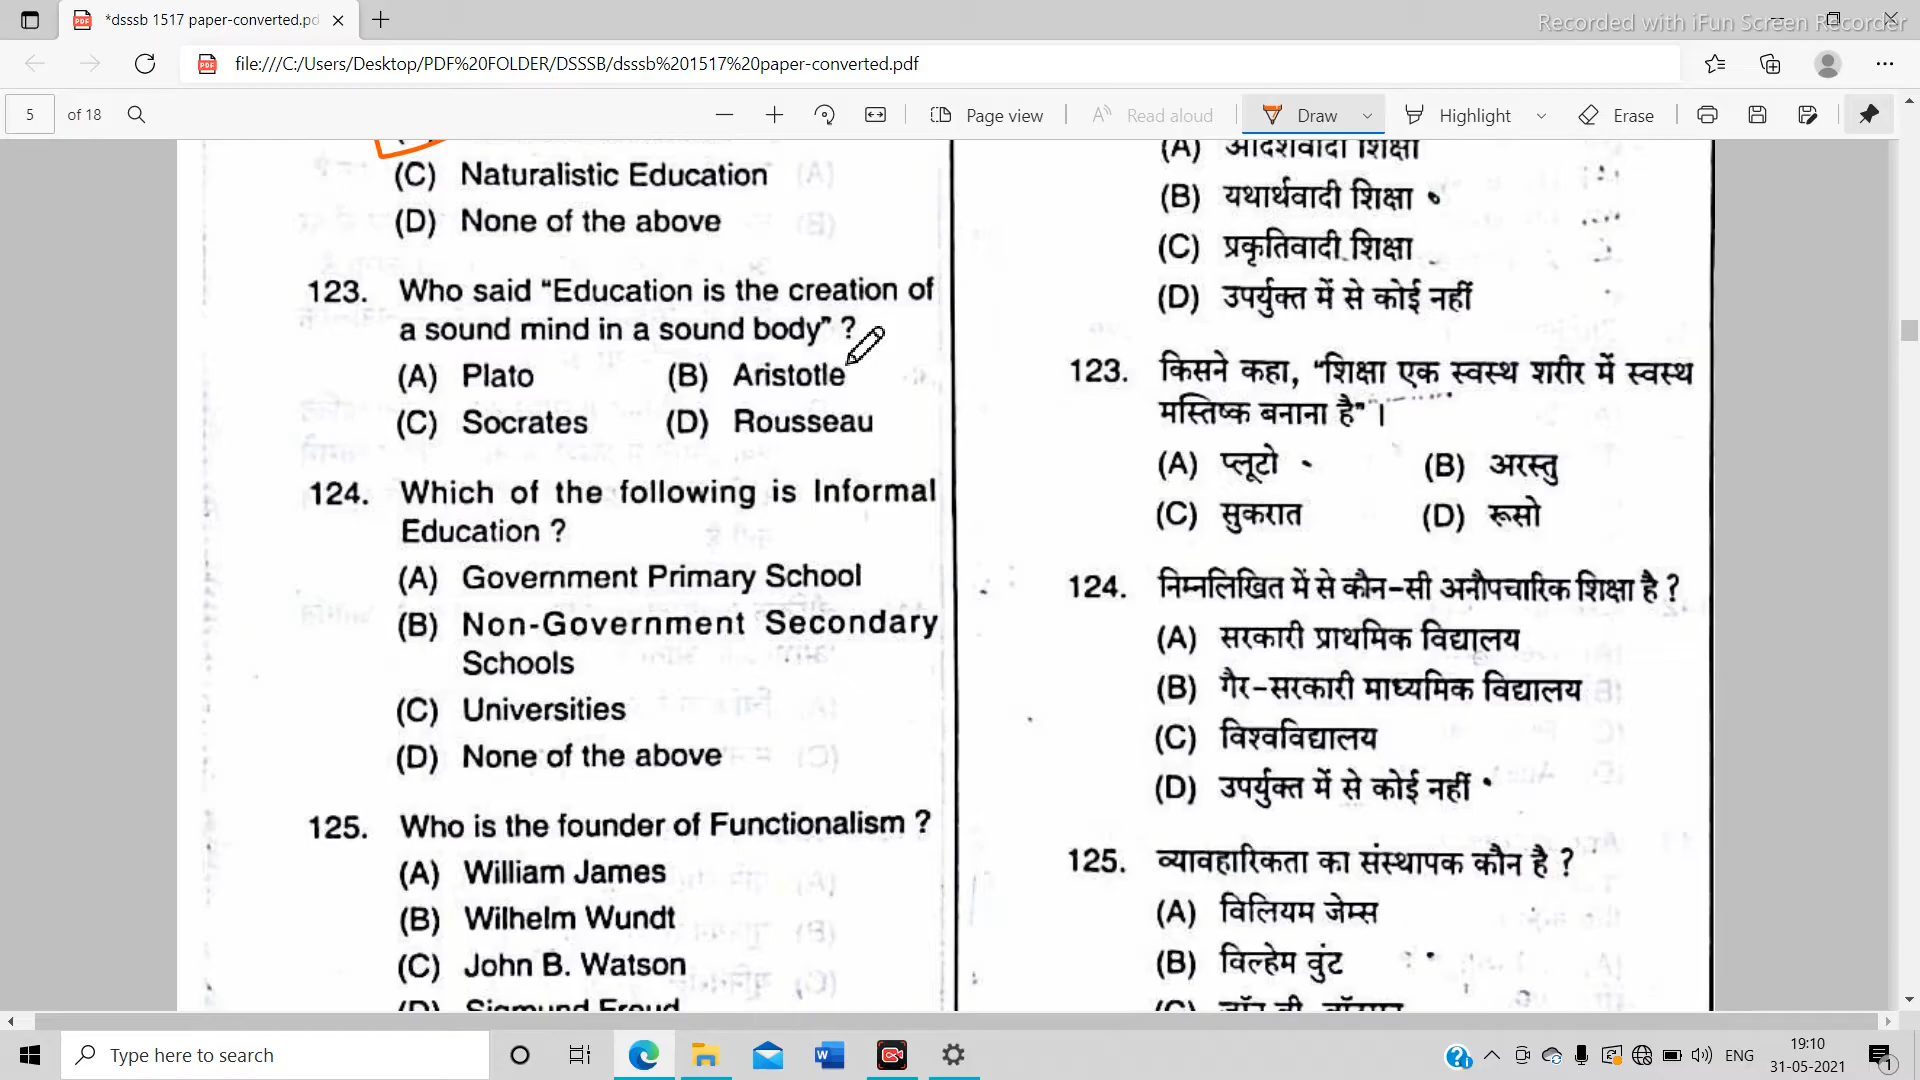 *dsssb 1517 paper-converted.pd
Recorded with iFun Screen Recorder
file:///C:/Users/Desktop/PDF%20FOLDER/DSSSB/dsssb%201517%20paper-converted.pdf
5 of 18
Page view
Read aloud
Draw
Highlight
Erase
(C) Naturalistic Education
(D) None of the above
123. Who said "Education is the creation of
a sound mind in a sound body" ?
(A) Plato (B) Aristotle
(C) Socrates (D) Rousseau
124. Which of the following is Informal
Education ?
(A) Government Primary School
(B) Non-Government Secondary
Schools
(C) Universities
(D) None of the above
125. Who is the founder of Functionalism ?
(A) William James
(B) Wilhelm Wundt
(C) John B. Watson
(D) Sigmund Freud
(A) आदर्शवादी शिक्षा
(B) यथार्थवादी शिक्षा
(C) प्रकृतिवादी शिक्षा
(D) उपर्युक्त में से कोई नहीं
123. किसने कहा, "शिक्षा एक स्वस्थ शरीर में स्वस्थ
मस्तिष्क बनाना है" ।
(A) प्लूटो (B) अरस्तु
(C) सुकरात (D) रूसो
124. निम्नलिखित में से कौन-सी अनौपचारिक शिक्षा है ?
(A) सरकारी प्राथमिक विद्यालय
(B) गैर-सरकारी माध्यमिक विद्यालय
(C) विश्वविद्यालय
(D) उपर्युक्त में से कोई नहीं
125. व्यावहारिकता का संस्थापक कौन है ?
(A) विलियम जेम्स
(B) विल्हेम वुंट
(C) जॉन बी. वॉटसन
Type here to search
ENG
19:10
31-05-2021
1